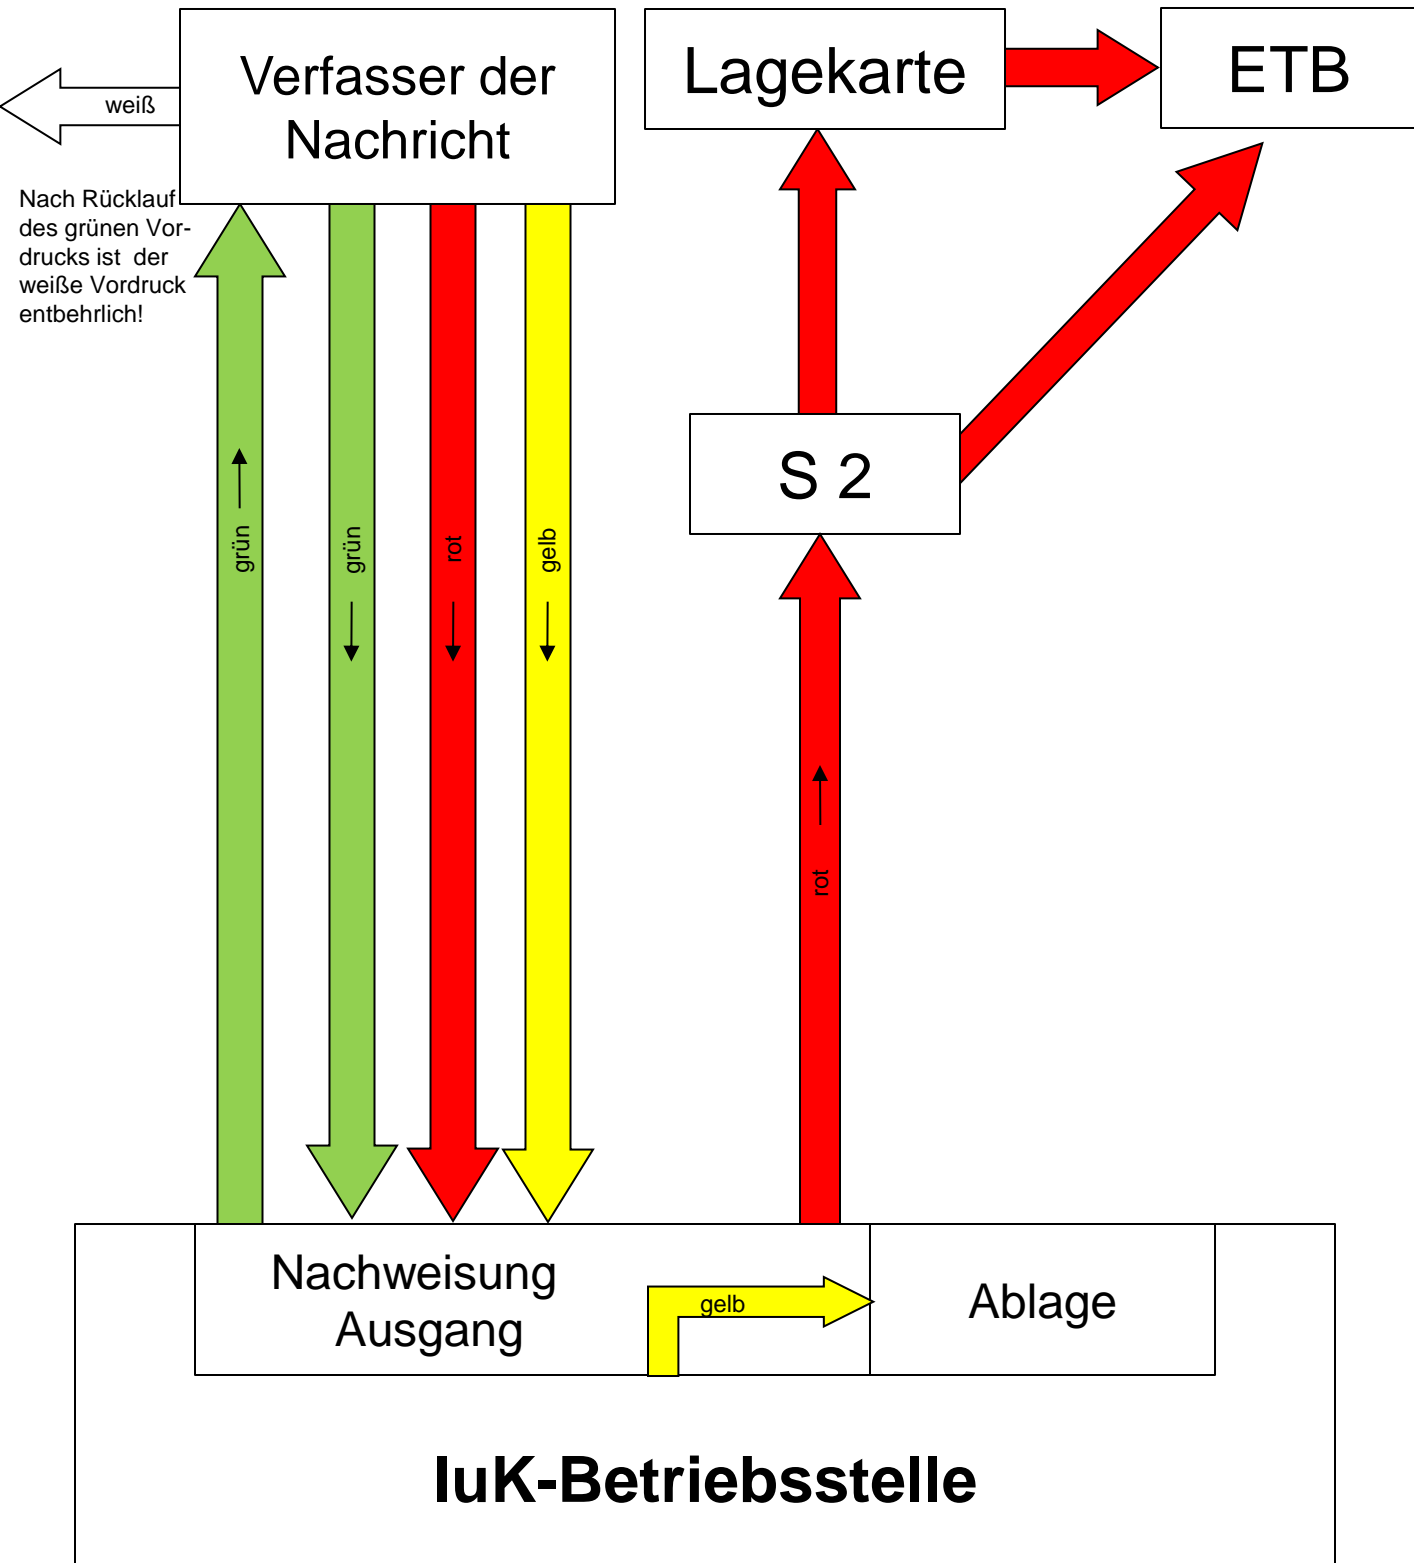 Verfasser der
Nachricht
Lagekarte
ETB
weiß
Nach Rücklauf
des grünen Vor-
drucks ist der
weiße Vordruck
entbehrlich!
S 2
grün
grün
rot
gelb
rot
Nachweisung
Ausgang
gelb
Ablage
IuK-Betriebsstelle